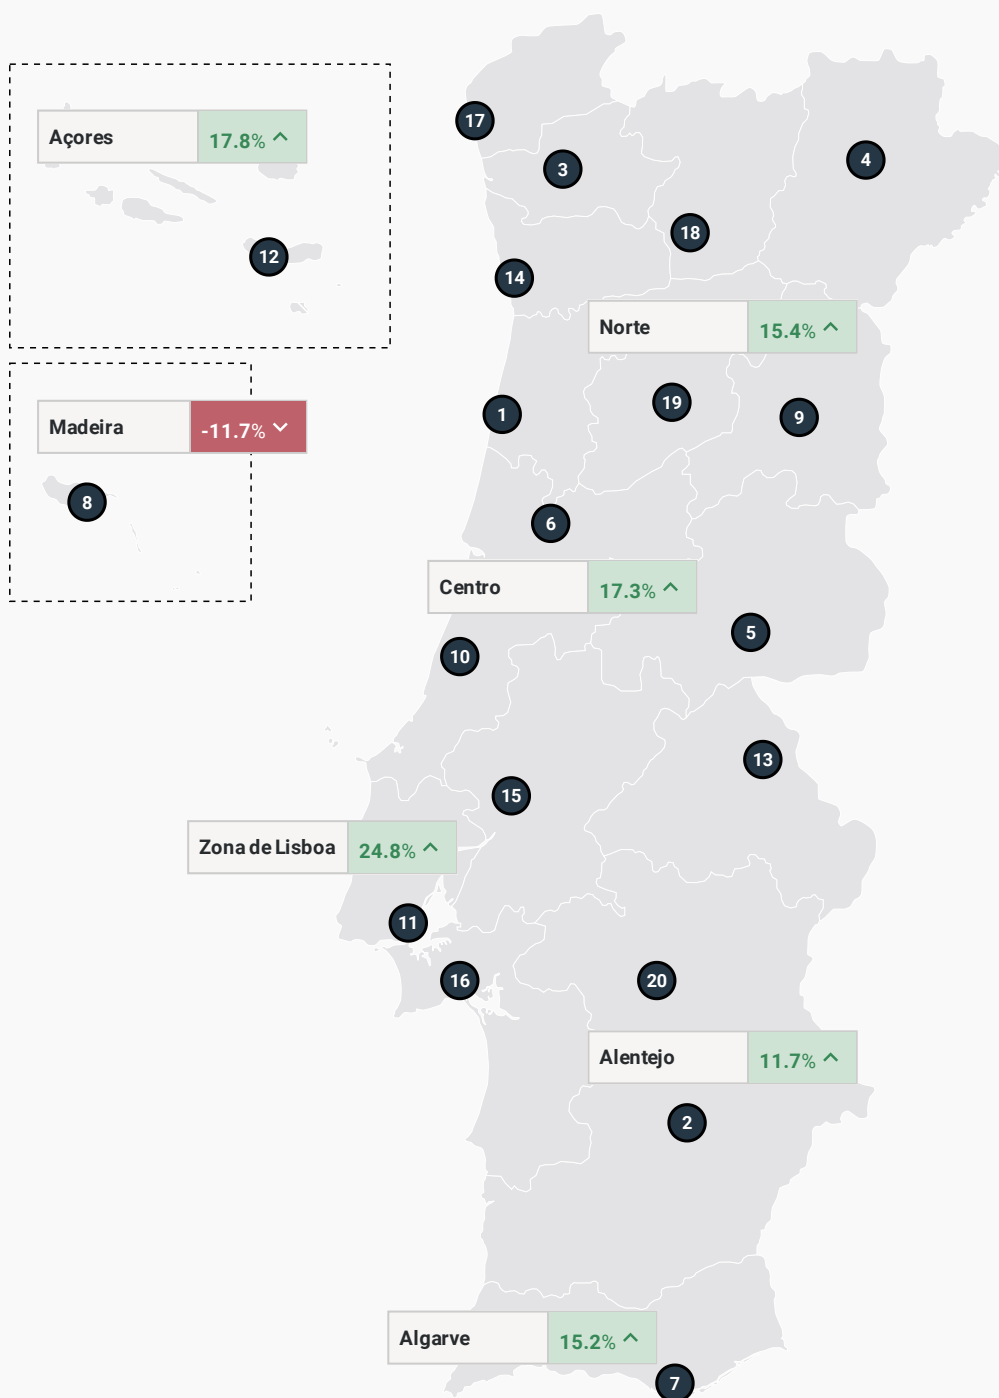 17
Açores 17.8%
3
4
18
12
14
Norte 15.4%
1
19
9
Madeira -11.7%
8
6
Centro 17.3%
5
10
13
15
Zona de Lisboa 24.8%
11
16
20
Alentejo 11.7%
2
Algarve 15.2%
7